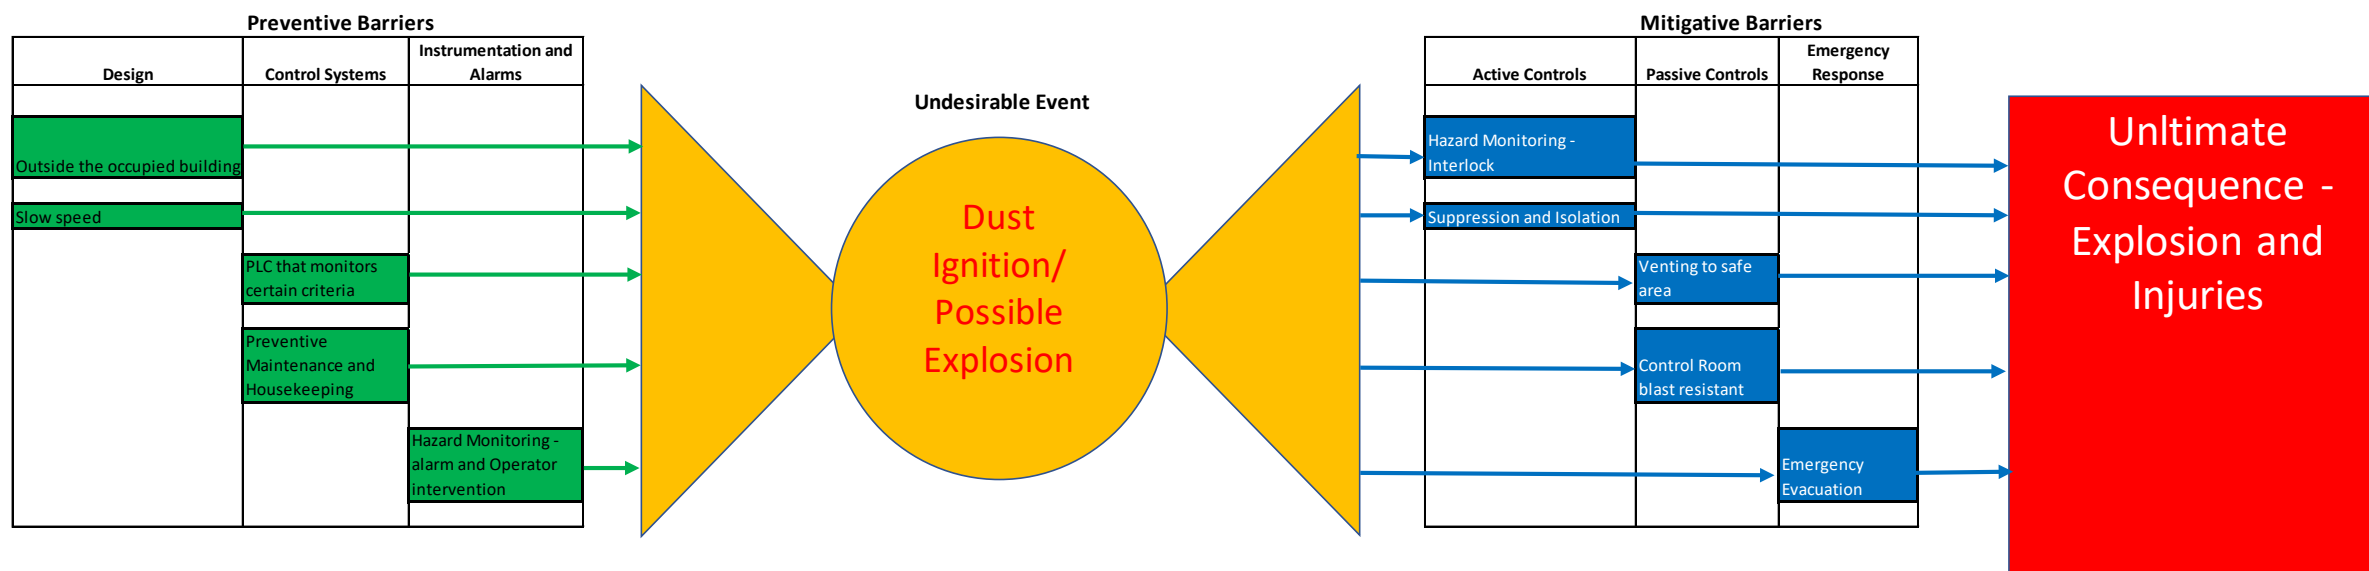 Preventive Barriers
Design
Control Systems
Instrumentation and
Alarms
Outside the occupied building
Slow speed
PLC that monitors
certain criteria
Preventive
Maintenance and
Housekeeping
Hazard Monitoring -
alarm and Operator
intervention
Undesirable Event
Dust
Ignition/
Possible
Explosion
Mitigative Barriers
Active Controls
Passive Controls
Emergency
Response
Hazard Monitoring -
Interlock
Suppression and Isolation
Venting to safe
area
Control Room
blast resistant
Emergency
Evacuation
Unltimate
Consequence -
Explosion and
Injuries